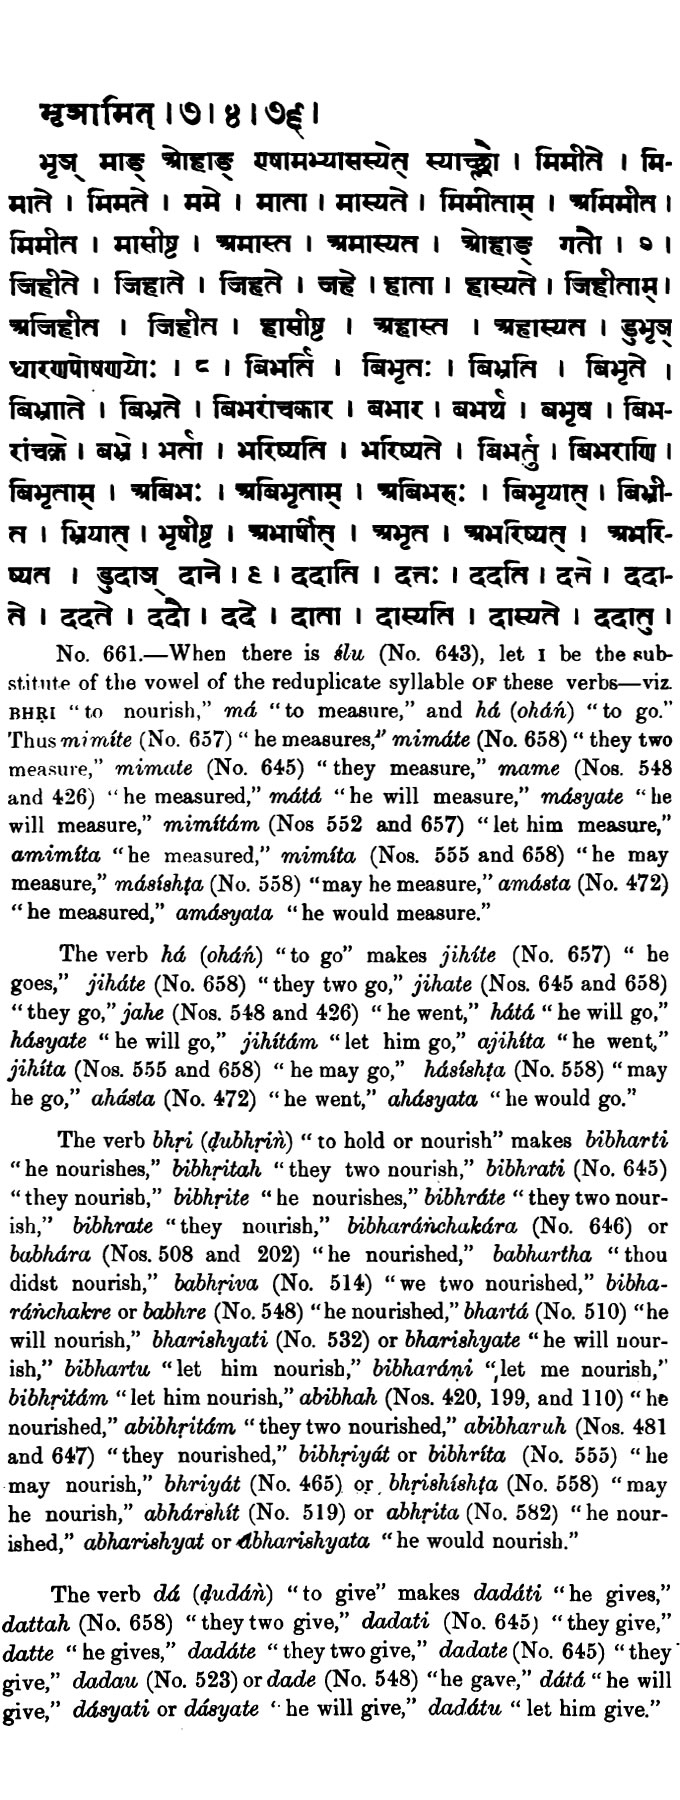 भृञामित् । ७ । ४ । ७६ ।
भृञ् माङ् ओहाङ् एषामभ्यासस्येत् स्याच्छ्लौ । मिमीते । मि-
माते । मिमते । ममे । माता । मास्यते । मिमीताम् । अमिमीत ।
मिमीत । मासीष्ट । अमास्त । अमास्यत । ओहाङ् गतौ । ७ ।
जिहीते । जिहाते । जिहते । जहे । हाता । हास्यते । जिहीताम् ।
अजिहीत । जिहीत । हासीष्ट । अहास्त । अहास्यत । डुभृञ्
धारणपोषणयोः । ८ । बिभर्ति । बिभृतः । बिभ्रति । बिभृते ।
बिभ्राते । बिभ्रते । बिभरांचकार । बभार । बभर्थ । बभृव । बिभ-
रांचक्रे । बभ्रे । भर्ता । भरिष्यति । भरिष्यते । बिभर्तु । बिभराणि ।
बिभृताम् । अबिभः । अबिभृताम् । अबिभरुः । बिभृयात् । बिभ्री-
त । भ्रियात् । भृषीष्ट । अभार्षीत् । अभृत । अभरिष्यत् । अभरि-
ष्यत । डुदाञ् दाने । ९ । ददाति । दत्तः । ददति । दत्ते । ददा-
ते । ददते । ददौ । ददे । दाता । दास्यति । दास्यते । ददातु ।
No. 661.—When there is ślu (No. 643), let I be the sub-
stitute of the vowel of the reduplicate syllable OF these verbs—viz.
BHṚI "to nourish," má "to measure," and há (oháṅ) "to go."
Thus mimíte (No. 657) "he measures," mimáte (No. 658) "they two
measure," mimate (No. 645) "they measure," mame (Nos. 548
and 426) "he measured," mátá "he will measure," másyate "he
will measure," mimítám (Nos 552 and 657) "let him measure,"
amimíta "he measured," mimíta (Nos. 555 and 658) "he may
measure," másíshṭa (No. 558) "may he measure," amásta (No. 472)
"he measured," amásyata "he would measure."
The verb há (oháṅ) "to go" makes jihíte (No. 657) "he
goes," jiháte (No. 658) "they two go," jihate (Nos. 645 and 658)
"they go," jahe (Nos. 548 and 426) "he went," hátá "he will go,"
hásyate "he will go," jihítám "let him go," ajihíta "he went,"
jihíta (Nos. 555 and 658) "he may go," hásíshṭa (No. 558) "may
he go," ahásta (No. 472) "he went," ahásyata "he would go."
The verb bhṛi (ḍubhṛiṅ) "to hold or nourish" makes bibharti
"he nourishes," bibhṛitah "they two nourish," bibhrati (No. 645)
"they nourish," bibhṛite "he nourishes," bibhráte "they two nour-
ish," bibhrate "they nourish," bibharáṅchakára (No. 646) or
babhára (Nos. 508 and 202) "he nourished," babhartha "thou
didst nourish," babhṛiva (No. 514) "we two nourished," bibha-
ráṅchakre or babhre (No. 548) "he nourished," bhartá (No. 510) "he
will nourish," bharishyati (No. 532) or bharishyate "he will nour-
ish," bibhartu "let him nourish," bibharáṇi "let me nourish,"
bibhṛitám "let him nourish," abibhah (Nos. 420, 199, and 110) "he
nourished," abibhṛitám "they two nourished," abibharuh (Nos. 481
and 647) "they nourished," bibhṛiyát or bibhríta (No. 555) "he
may nourish," bhriyát (No. 465) or bhṛishíshṭa (No. 558) "may
he nourish," abhárshít (No. 519) or abhṛita (No. 582) "he nour-
ished," abharishyat or abharishyata "he would nourish."
The verb dá (ḍudáṅ) "to give" makes dadáti "he gives,"
dattah (No. 658) "they two give," dadati (No. 645) "they give,"
datte "he gives," dadáte "they two give," dadate (No. 645) "they
give," dadau (No. 523) or dade (No. 548) "he gave," dátá "he will
give," dásyati or dásyate "he will give," dadátu "let him give."